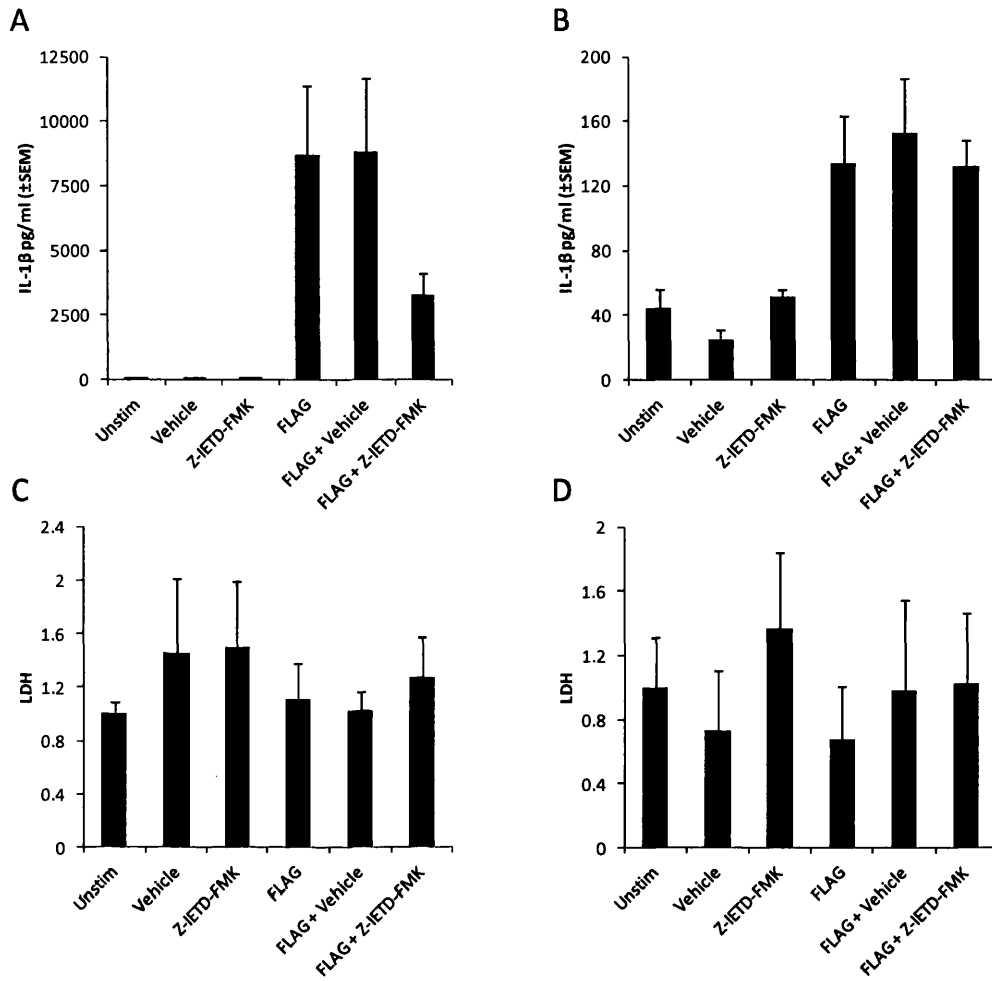 A
12500
10000
7500
5000
2500
0
IL-1β pg/ml (±SEM)
Unstim
Vehicle
Z-IETD-FMK
FLAG
FLAG + Vehicle
FLAG + Z-IETD-FMK
B
200
160
120
80
40
0
IL-1β pg/ml (±SEM)
Unstim
Vehicle
Z-IETD-FMK
FLAG
FLAG + Vehicle
FLAG + Z-IETD-FMK
C
2.4
2
1.6
1.2
0.8
0.4
0
LDH
Unstim
Vehicle
Z-IETD-FMK
FLAG
FLAG + Vehicle
FLAG + Z-IETD-FMK
D
2
1.6
1.2
0.8
0.4
0
LDH
Unstim
Vehicle
Z-IETD-FMK
FLAG
FLAG + Vehicle
FLAG + Z-IETD-FMK